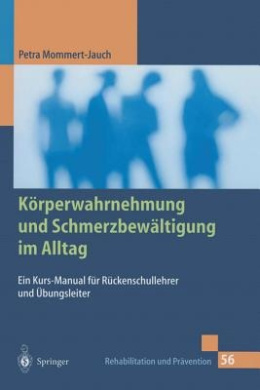 Petra Mommert-Jauch
Körperwahrnehmung
und Schmerzbewältigung
im Alltag
Ein Kurs-Manual für Rückenschullehrer
und Übungsleiter
Springer
Rehabilitation und Prävention 56